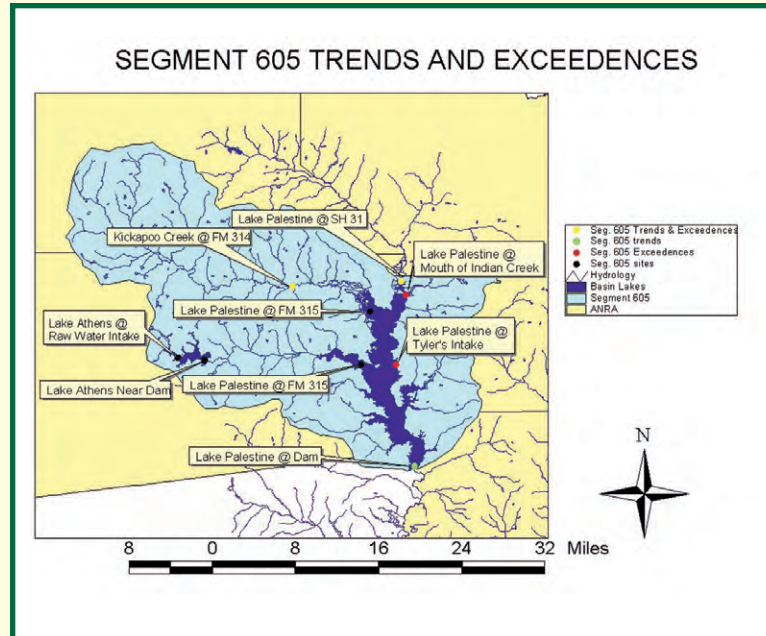 SEGMENT 605 TRENDS AND EXCEEDENCES
Lake Palestine @ SH 31
Kickapoo Creek @ FM 314
Lake Palestine @
Mouth of Indian Creek
Lake Palestine @ FM 315
Lake Athens @
Raw Water Intake
Lake Palestine @
Tyler's Intake
Lake Athens Near Dam
Lake Palestine @ FM 315
Lake Palestine @ Dam
Seg. 605 Trends & Exceedences
Seg. 605 trends
Seg. 605 Exceedences
Seg. 605 sites
Hydrology
Basin Lakes
Segment 605
ANRA
N
8 0 8 16 24 32 Miles